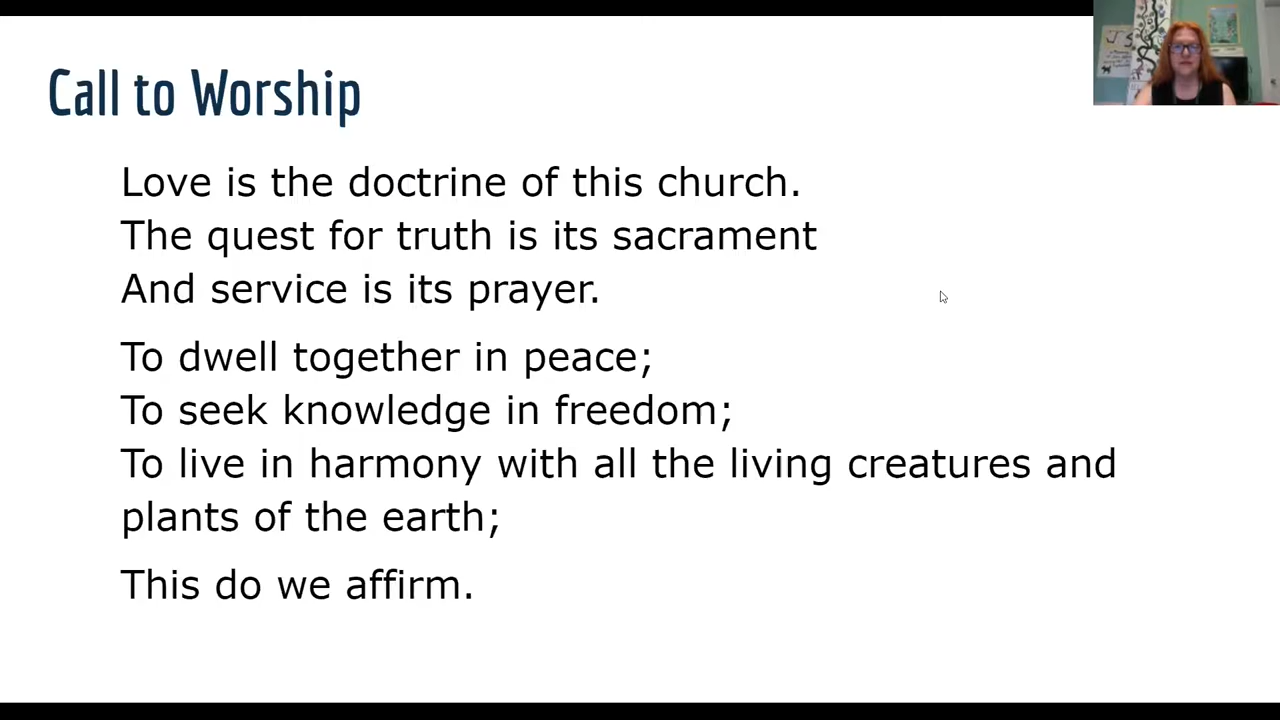 Call to Worship
Love is the doctrine of this church.
The quest for truth is its sacrament
And service is its prayer.
To dwell together in peace;
To seek knowledge in freedom;
To live in harmony with all the living creatures and
plants of the earth;
This do we affirm.